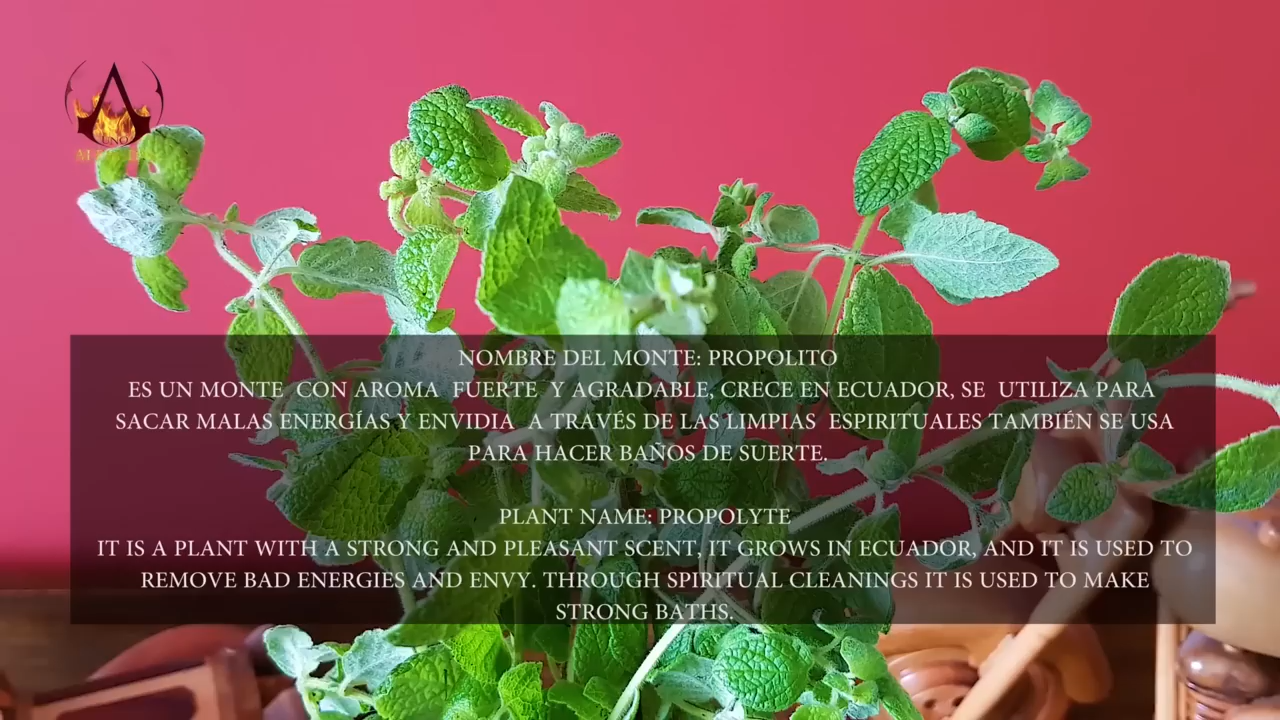 UNO
NOMBRE DEL MONTE: PROPOLITO
ES UN MONTE CON AROMA FUERTE Y AGRADABLE, CRECE EN ECUADOR, SE UTILIZA PARA
SACAR MALAS ENERGÍAS Y ENVIDIA A TRAVÉS DE LAS LIMPIAS ESPIRITUALES TAMBIÉN SE USA
PARA HACER BAÑOS DE SUERTE.
PLANT NAME: PROPOLYTE
IT IS A PLANT WITH A STRONG AND PLEASANT SCENT, IT GROWS IN ECUADOR, AND IT IS USED TO
REMOVE BAD ENERGIES AND ENVY. THROUGH SPIRITUAL CLEANINGS IT IS USED TO MAKE
STRONG BATHS.